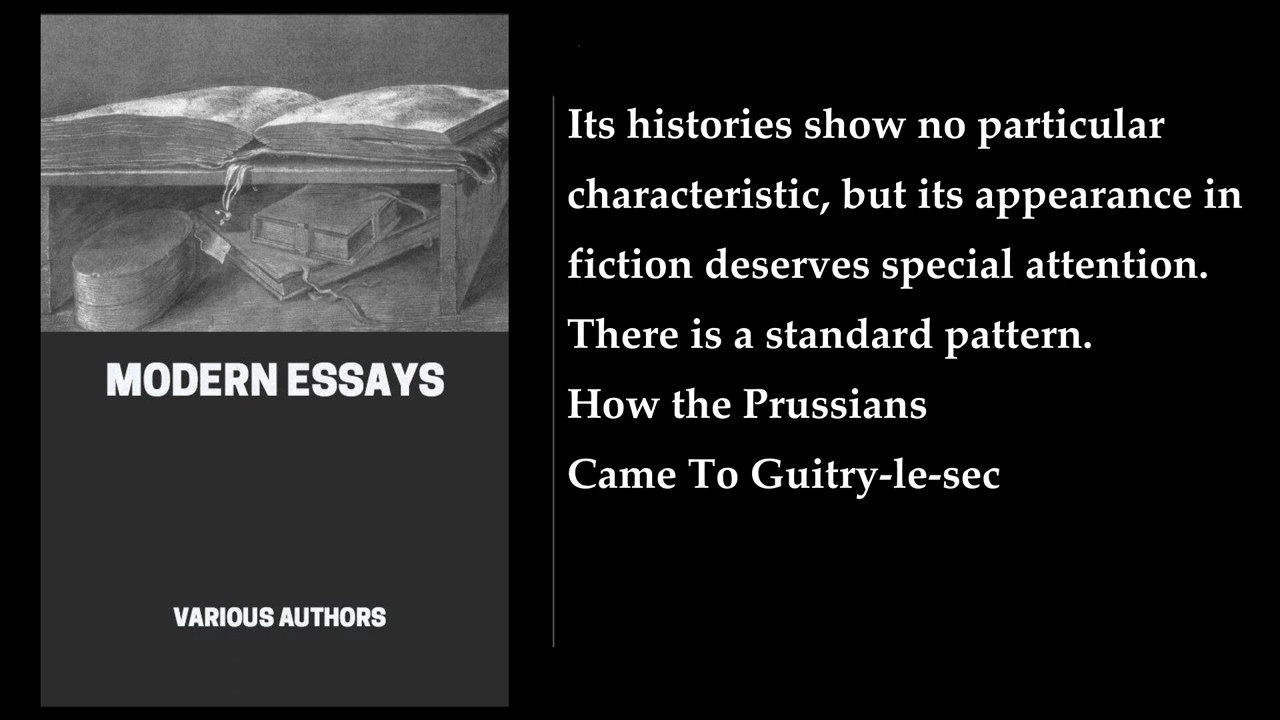 MODERN ESSAYS
VARIOUS AUTHORS
Its histories show no particular
characteristic, but its appearance in
fiction deserves special attention.
There is a standard pattern.
How the Prussians
Came To Guitry-le-sec